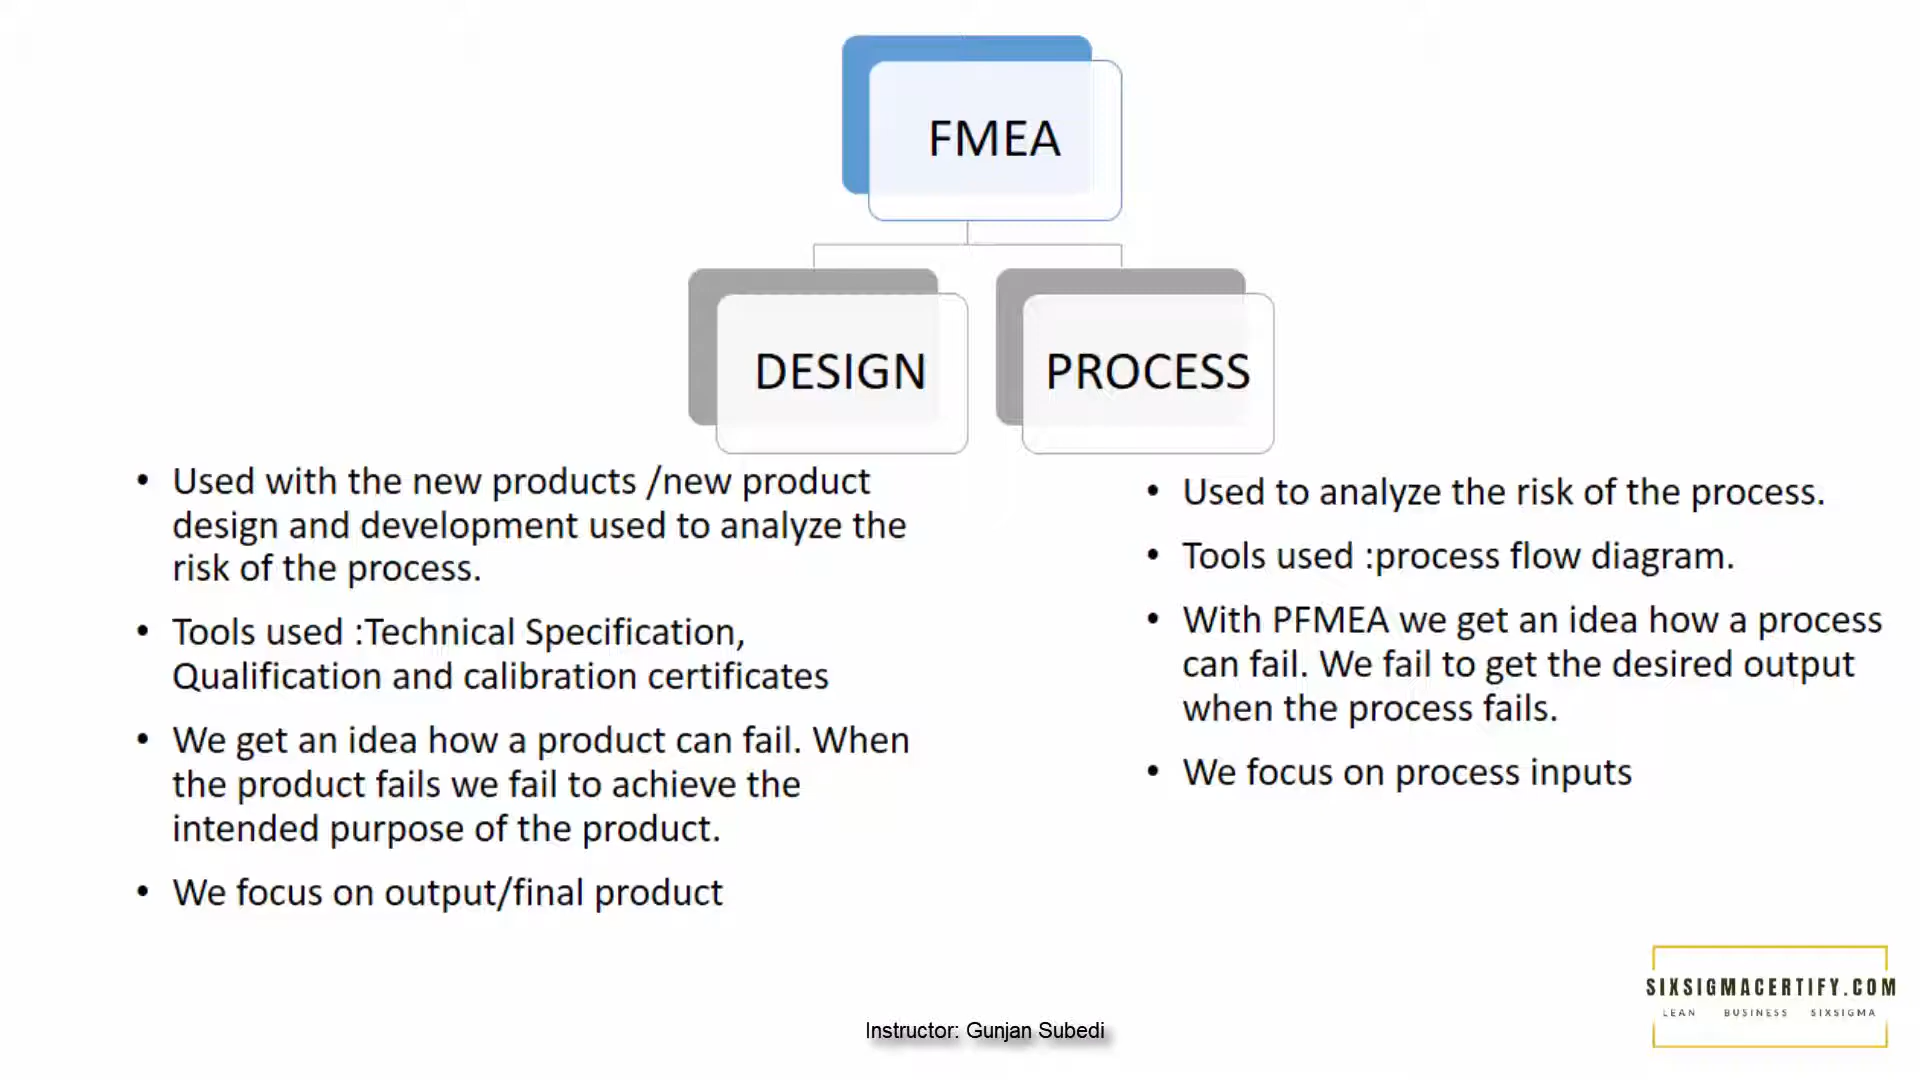 FMEA
DESIGN
PROCESS
• Used with the new products /new product
design and development used to analyze the
risk of the process.
• Tools used :Technical Specification,
Qualification and calibration certificates
• We get an idea how a product can fail. When
the product fails we fail to achieve the
intended purpose of the product.
• We focus on output/final product
• Used to analyze the risk of the process.
• Tools used :process flow diagram.
• With PFMEA we get an idea how a process
can fail. We fail to get the desired output
when the process fails.
• We focus on process inputs
SIXSIGMACERTIFY.COM
LEAN BUSINESS SIXSIGMA
Instructor: Gunjan Subedi